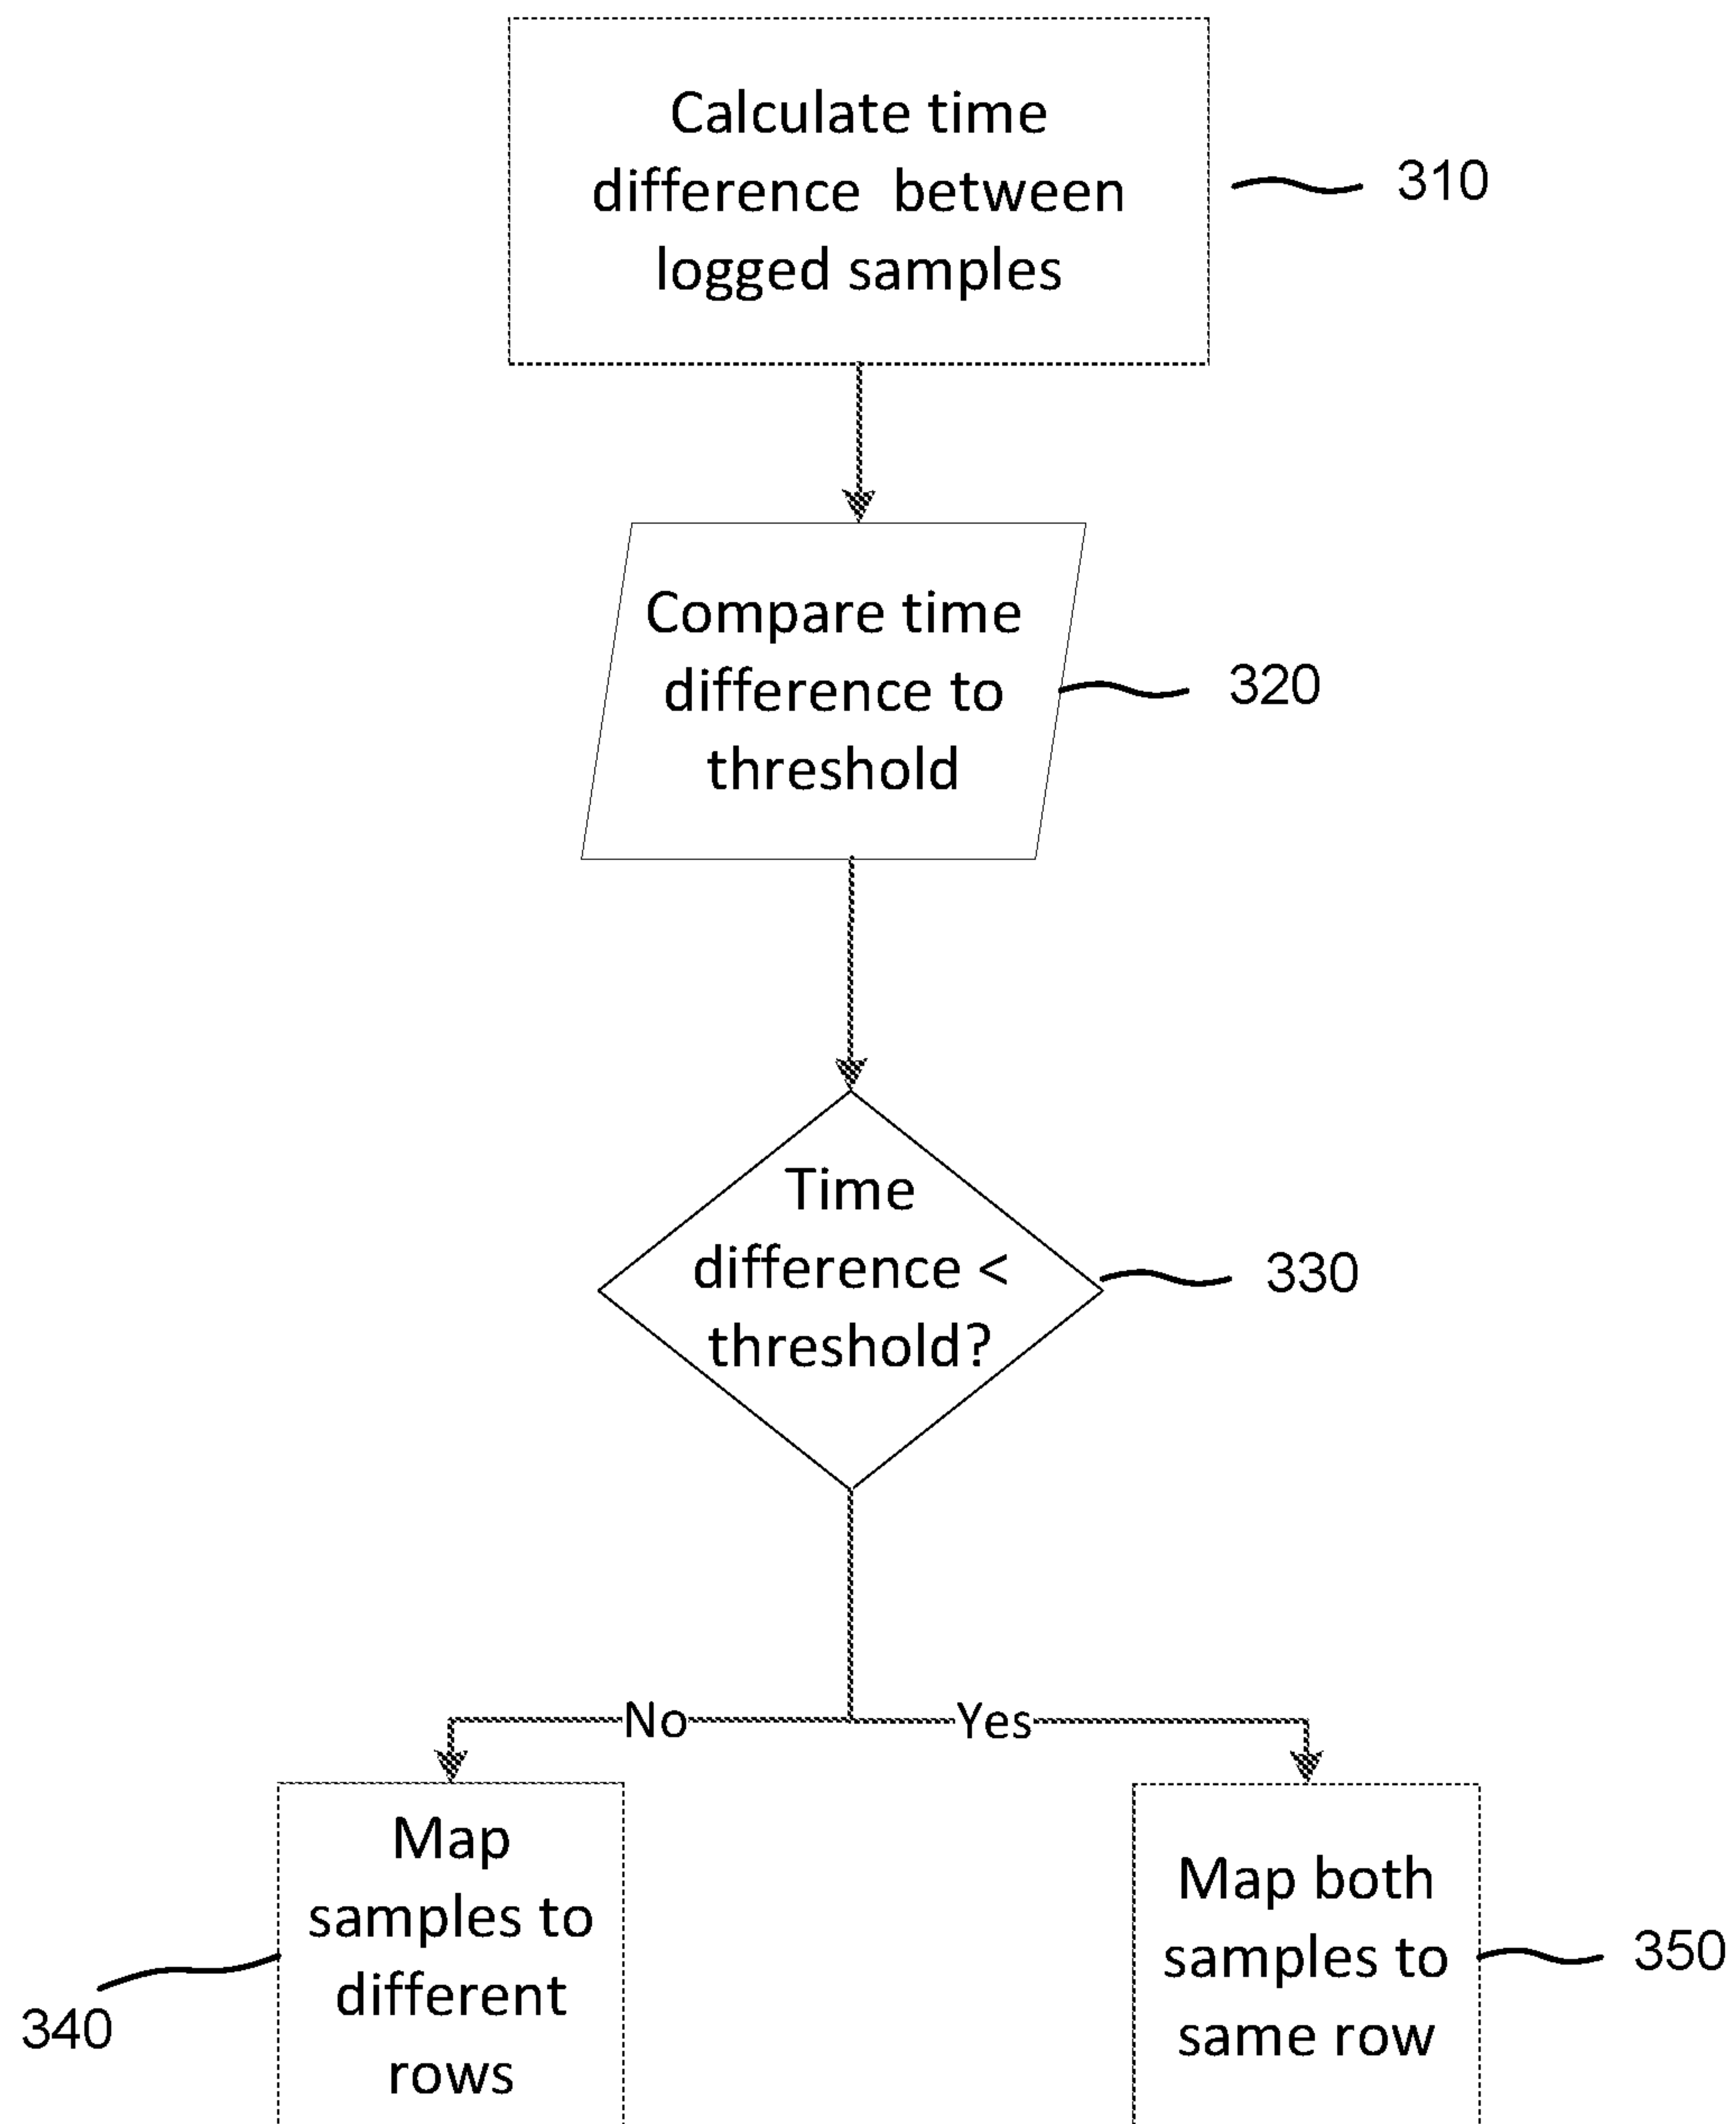 Calculate time
difference between
logged samples
310
Compare time
difference to
threshold
320
Time
difference <
threshold?
330
No
Yes
Map
samples to
different
rows
340
Map both
samples to
same row
350